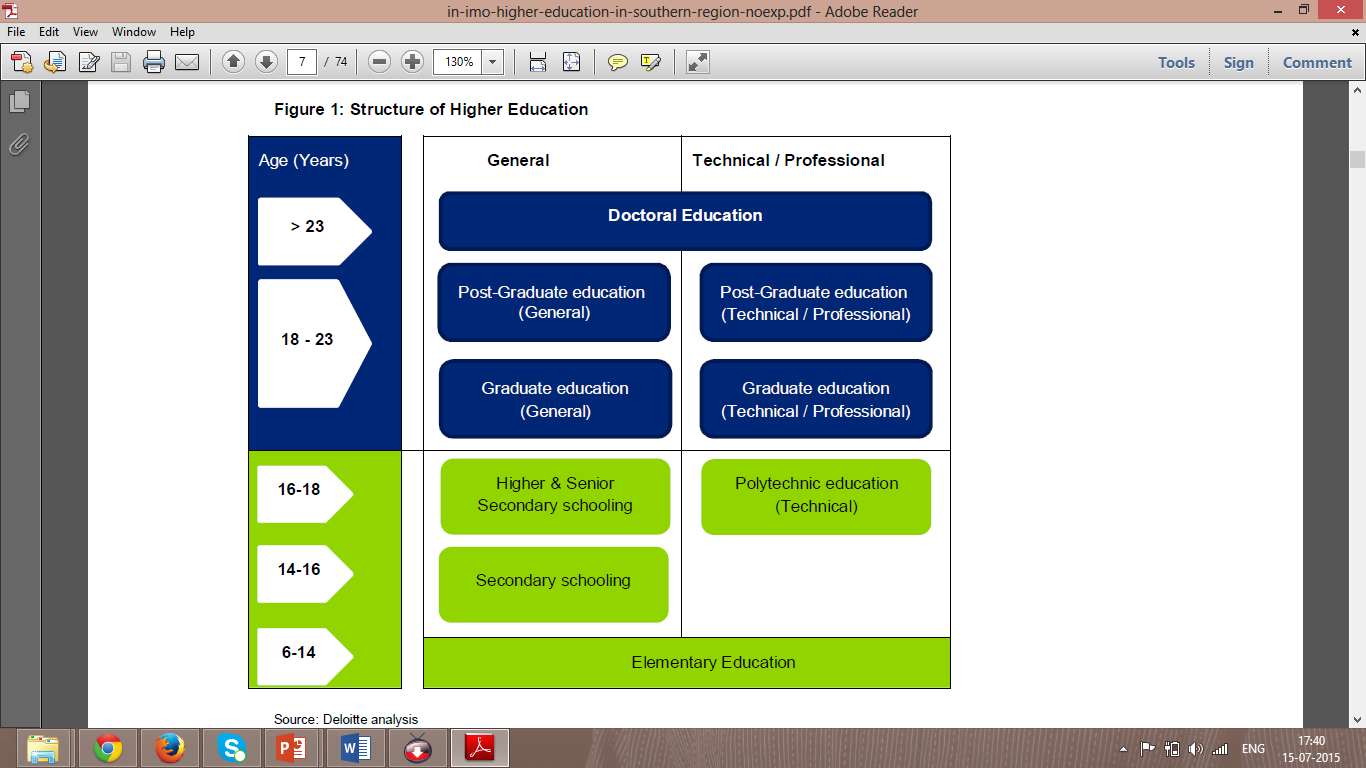 in-imo-higher-education-in-southern-region-noexp.pdf - Adobe Reader
File Edit View Window Help
7 / 74 130% Tools Sign Comment
Figure 1: Structure of Higher Education
Age (Years) General Technical / Professional
> 23
Doctoral Education
18 - 23
Post-Graduate education
(General)
Post-Graduate education
(Technical / Professional)
Graduate education
(General)
Graduate education
(Technical / Professional)
16-18
Higher & Senior
Secondary schooling
Polytechnic education
(Technical)
14-16
Secondary schooling
6-14
Elementary Education
Source: Deloitte analysis
ENG
17:40
15-07-2015